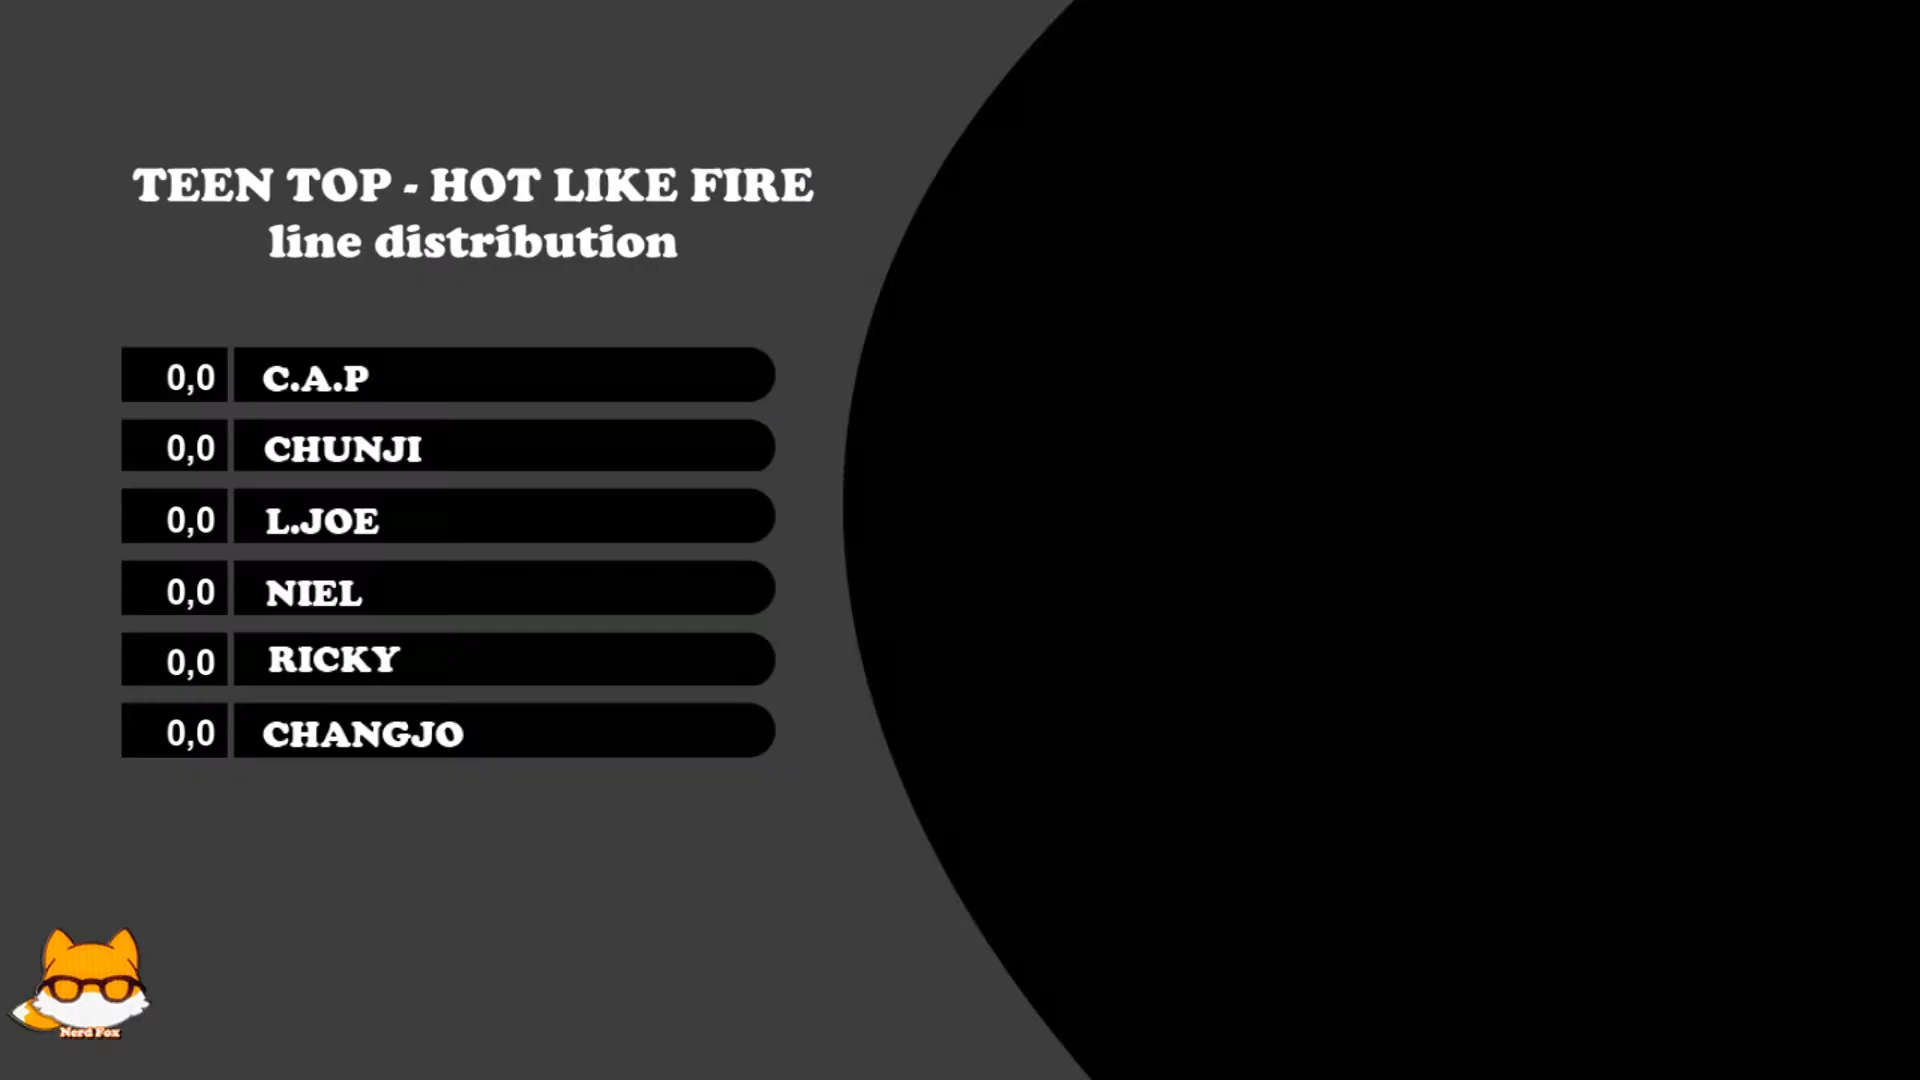 TEEN TOP - HOT LIKE FIRE
line distribution
0,0 C.A.P
0,0 CHUNJI
0,0 L.JOE
0,0 NIEL
0,0 RICKY
0,0 CHANGJO
Nerd Fox